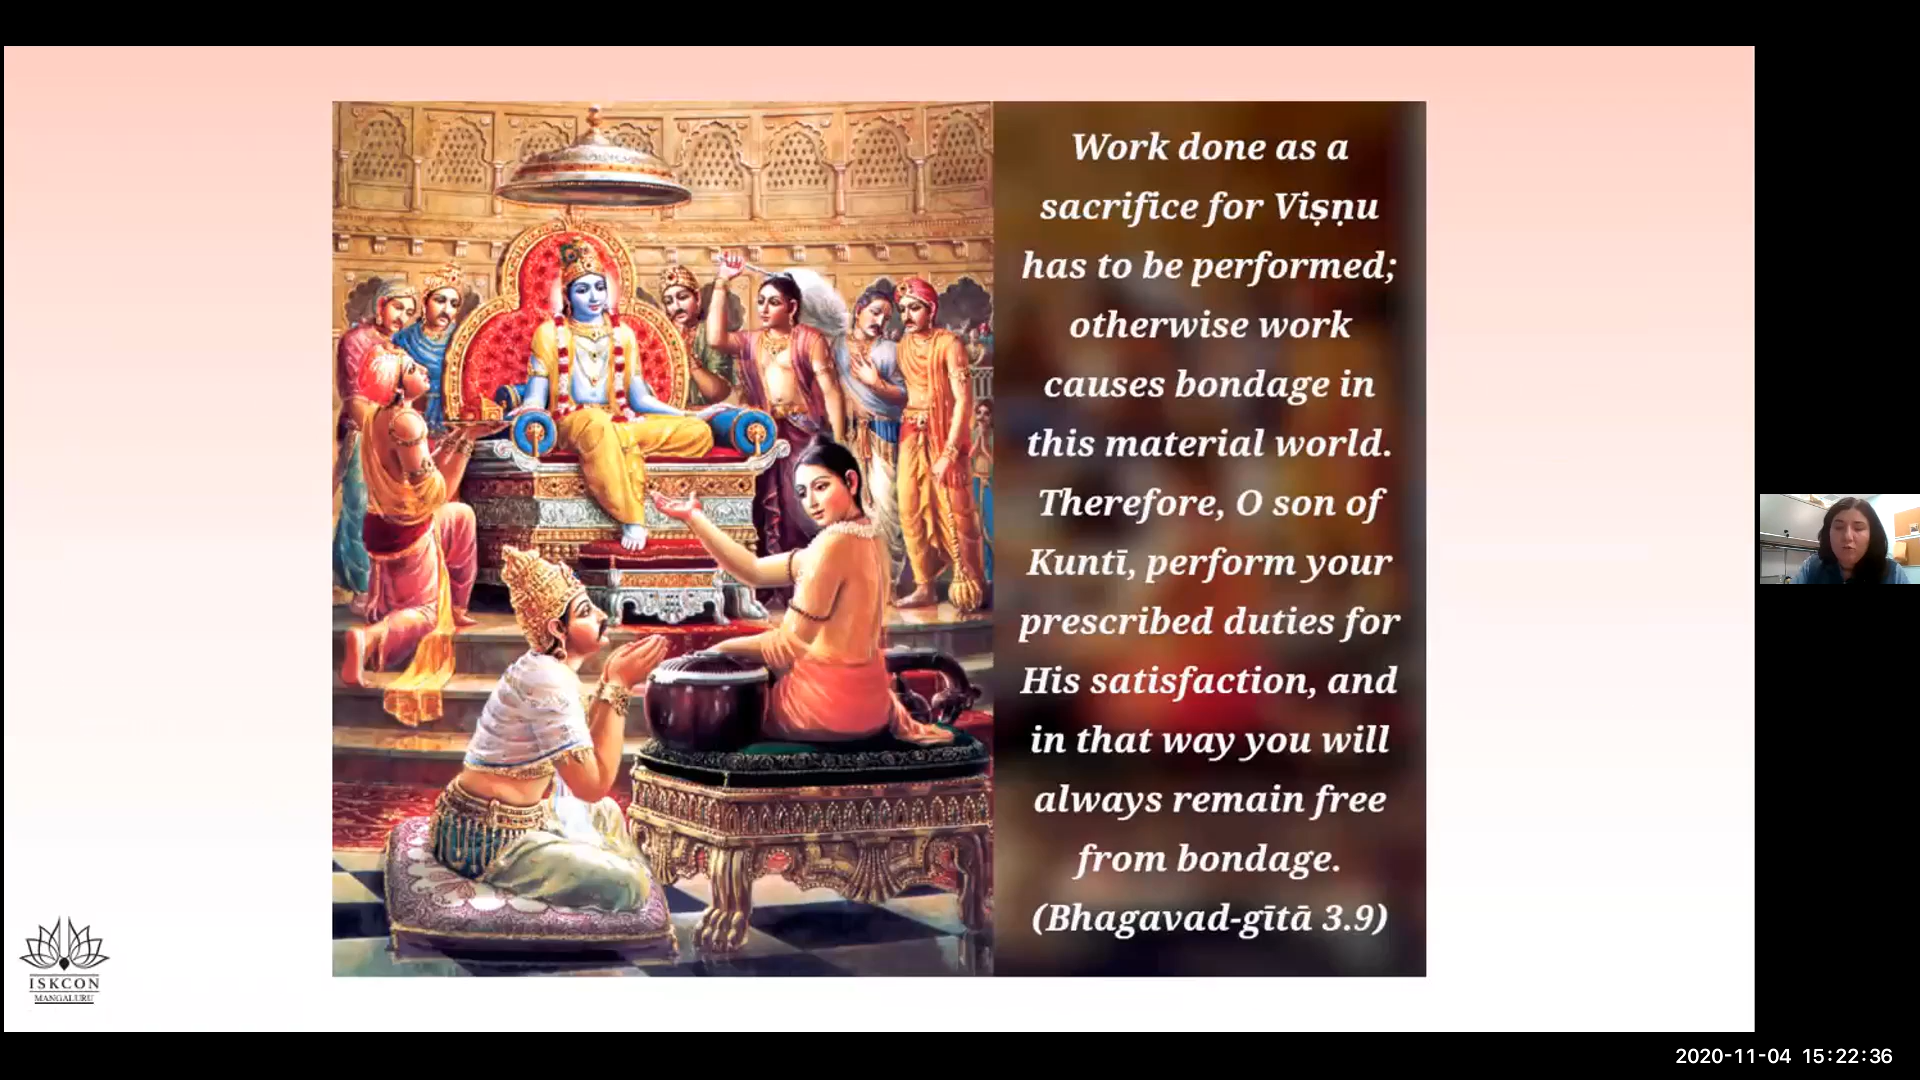 Work done as a
sacrifice for Viṣṇu
has to be performed;
otherwise work
causes bondage in
this material world.
Therefore, O son of
Kuntī, perform your
prescribed duties for
His satisfaction, and
in that way you will
always remain free
from bondage.
(Bhagavad-gītā 3.9)
ISKCON
MANGALURU
2020-11-04 15:22:36